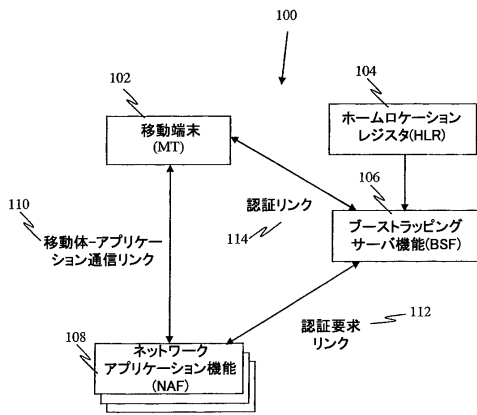 100
102
移動端末
(MT)
104
ホームロケーション
レジスタ(HLR)
106
ブーストラッピング
サーバ機能(BSF)
認証リンク
114
110
移動体-アプリケー
ション通信リンク
認証要求
リンク
112
108
ネットワーク
アプリケーション機能
(NAF)